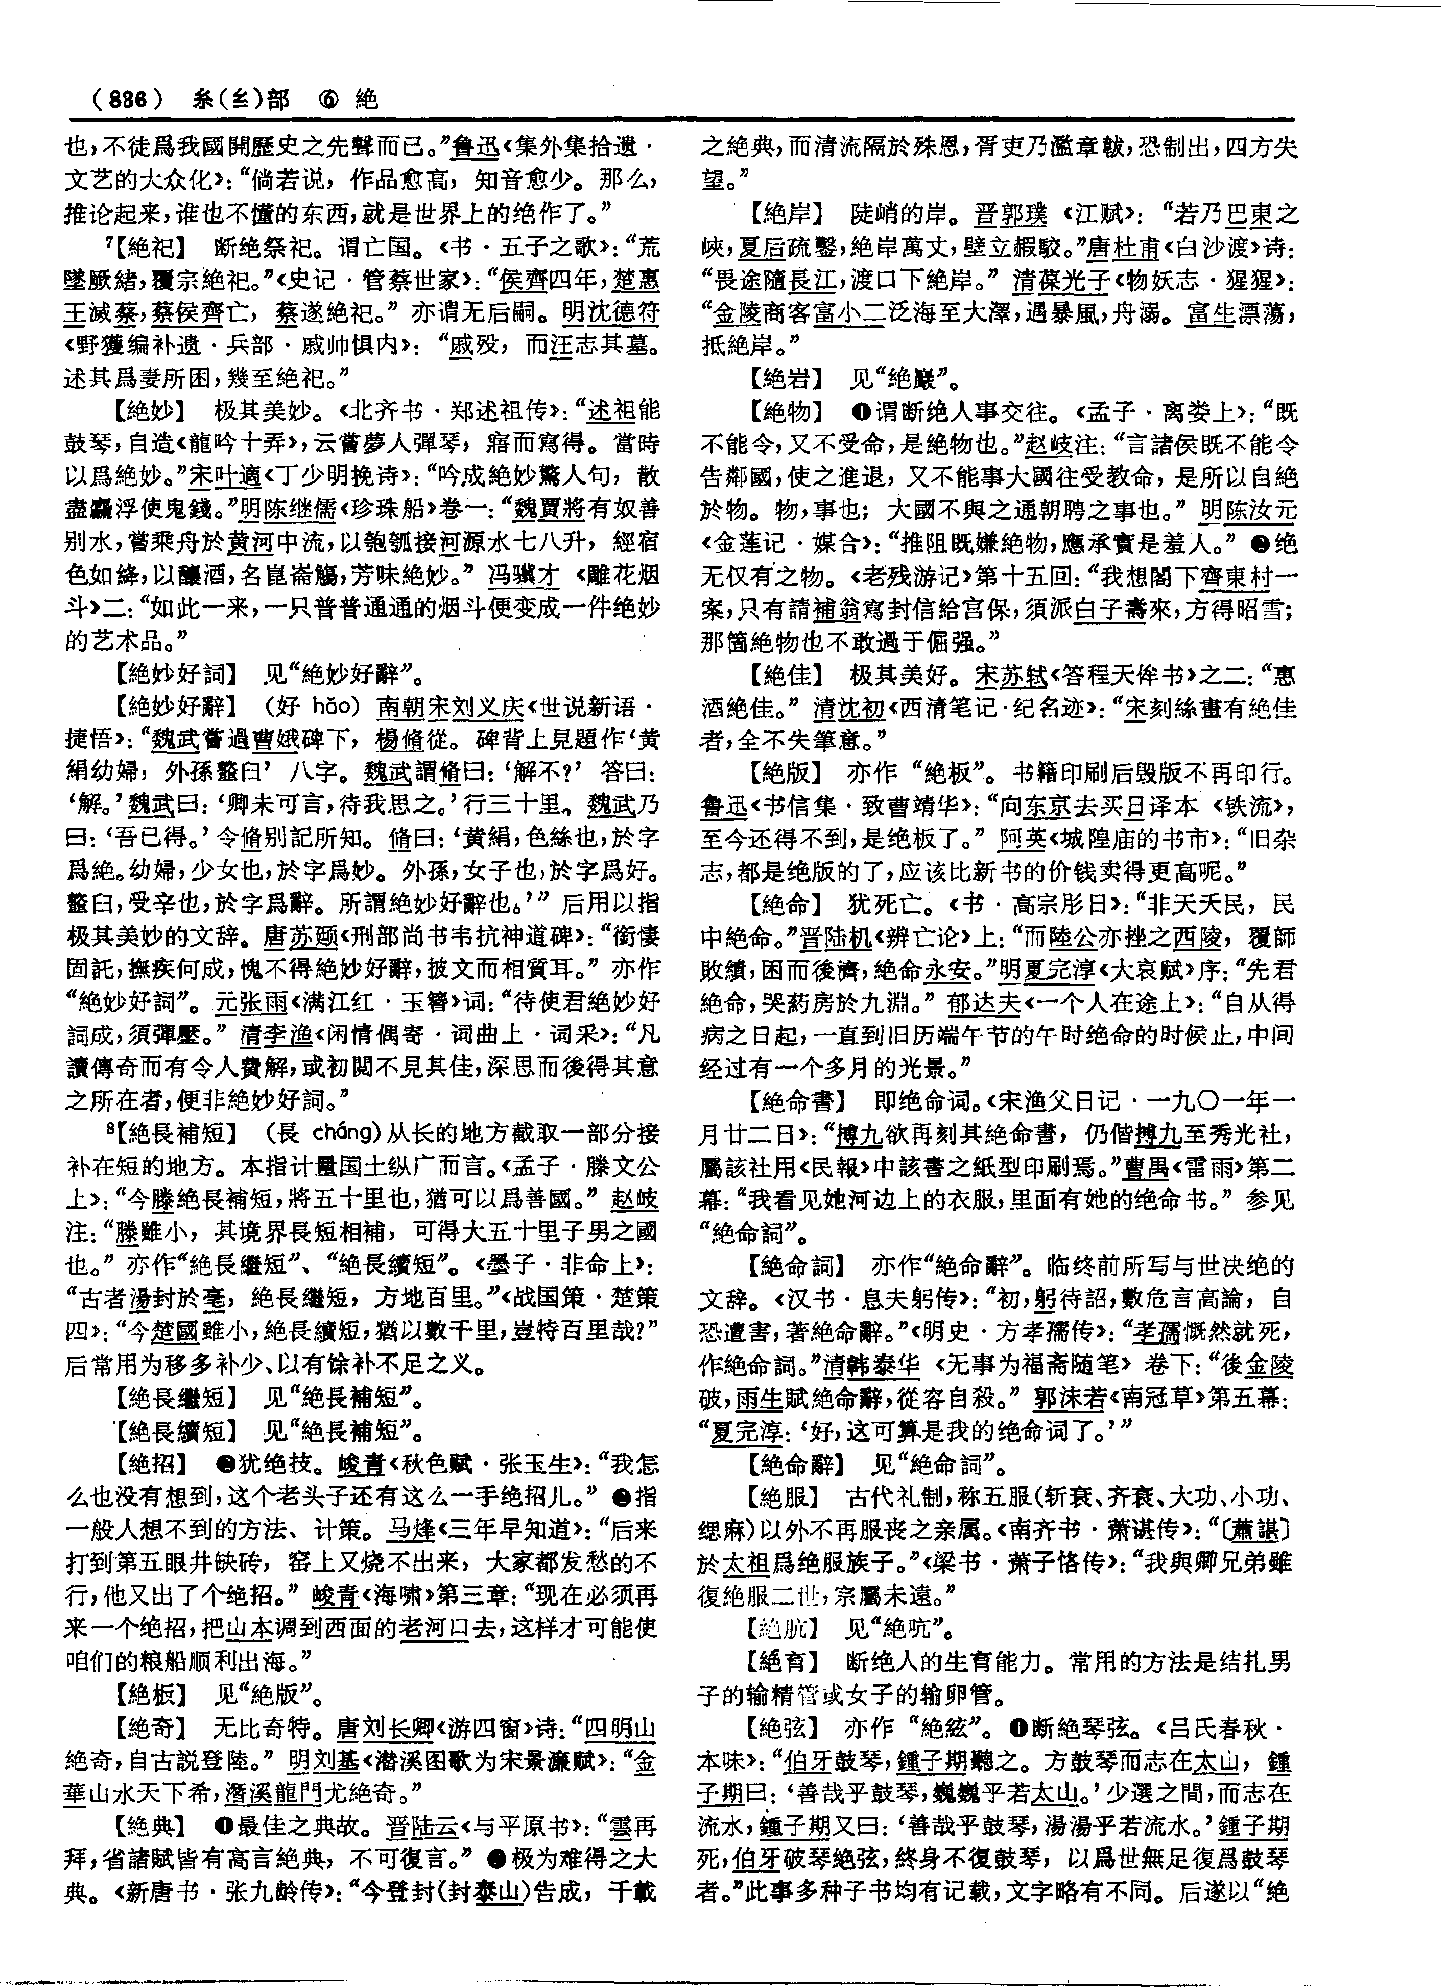 （836） 糸(糹)部 ⑥ 絶
也，不徒爲我國開歷史之先聲而已。”鲁迅《集外集拾遗·
文艺的大众化》：“倘若说，作品愈高，知音愈少。那么，
推论起来，谁也不懂的东西，就是世界上的绝作了。”
7【絶祀】 断绝祭祀。谓亡国。《书·五子之歌》：“荒
墜厥緒，覆宗絶祀。”《史记·管蔡世家》：“侯齊四年，楚惠
王滅蔡，蔡侯齊亡，蔡遂絶祀。”亦谓无后嗣。明沈德符
《野獲编补遗·兵部·戚帅惧内》：“戚殁，而汪志其墓。
述其爲妻所困，幾至絶祀。”
【絶妙】 极其美妙。《北齐书·郑述祖传》：“述祖能
鼓琴，自造《龍吟十弄》，云嘗夢人彈琴，寤而寫得。當時
以爲絶妙。”宋叶適《丁少明挽诗》：“吟成絶妙驚人句，散
盡麤浮使鬼錢。”明陈继儒《珍珠船》卷一：“魏賈將有奴善
别水，嘗乘舟於黄河中流，以匏瓠接河源水七八升，經宿
色如絳，以釀酒，名崑崙觴，芳味絶妙。”冯骥才《雕花烟
斗》二：“如此一来，一只普普通通的烟斗便变成一件绝妙
的艺术品。”
【絶妙好詞】 见“絶妙好辭”。
【絶妙好辭】 （好 hǎo）南朝宋刘义庆《世说新语·
捷悟》：“魏武嘗過曹娥碑下，楊脩從。碑背上見題作‘黄
絹幼婦，外孫韲臼’八字。魏武謂脩曰：‘解不？’答曰：
‘解。’魏武曰：‘卿未可言，待我思之。’行三十里，魏武乃
曰：‘吾已得。’令脩别記所知。脩曰：‘黄絹，色絲也，於字
爲絶。幼婦，少女也，於字爲妙。外孫，女子也，於字爲好。
韲臼，受辛也，於字爲辭。所謂絶妙好辭也。’”后用以指
极其美妙的文辞。唐苏颋《刑部尚书韦抗神道碑》：“銜悽
固託，撫疾何成，愧不得絶妙好辭，披文而相質耳。”亦作
“絶妙好詞”。元张雨《满江红·玉簪》词：“待使君絶妙好
詞成，須彈壓。”清李渔《闲情偶寄·词曲上·词采》：“凡
讀傳奇而有令人費解，或初閲不見其佳，深思而後得其意
之所在者，便非絶妙好詞。”
8【絶長補短】 （長 cháng）从长的地方截取一部分接
补在短的地方。本指计量国土纵广而言。《孟子·滕文公
上》：“今滕絶長補短，將五十里也，猶可以爲善國。”赵岐
注：“滕雖小，其境界長短相補，可得大五十里子男之國
也。”亦作“絶長繼短”、“絶長續短”。《墨子·非命上》：
“古者湯封於亳，絶長繼短，方地百里。”《战国策·楚策
四》：“今楚國雖小，絶長續短，猶以數千里，豈特百里哉？”
后常用为移多补少、以有馀补不足之义。
【絶長繼短】 见“絶長補短”。
【絶長續短】 见“絶長補短”。
【絶招】 ❶犹绝技。峻青《秋色赋·张玉生》：“我怎
么也没有想到，这个老头子还有这么一手绝招儿。”❷指
一般人想不到的方法、计策。马烽《三年早知道》：“后来
打到第五眼井缺砖，窑上又烧不出来，大家都发愁的不
行，他又出了个绝招。”峻青《海啸》第三章：“现在必须再
来一个绝招，把山本调到西面的老河口去，这样才可能使
咱们的粮船顺利出海。”
【絶板】 见“絶版”。
【絶奇】 无比奇特。唐刘长卿《游四窗》诗：“四明山
絶奇，自古説登陸。”明刘基《潜溪图歌为宋景濂赋》：“金
華山水天下希，潛溪龍門尤絶奇。”
【絶典】 ❶最佳之典故。晋陆云《与平原书》：“雲再
拜，省諸賦皆有高言絶典，不可復言。”❷极为难得之大
典。《新唐书·张九龄传》：“今登封（封泰山）告成，千載
之絶典，而清流隔於殊恩，胥吏乃濫章韍，恐制出，四方失
望。”
【絶岸】 陡峭的岸。晋郭璞《江赋》：“若乃巴東之
峽，夏后疏鑿，絶岸萬丈，壁立赮駮。”唐杜甫《白沙渡》诗：
“畏途隨長江，渡口下絶岸。”清葆光子《物妖志·猩猩》：
“金陵商客富小二泛海至大澤，遇暴風，舟溺。富生漂蕩，
抵絶岸。”
【絶岩】 见“絶巖”。
【絶物】 ❶谓断绝人事交往。《孟子·离娄上》：“既
不能令，又不受命，是絶物也。”赵岐注：“言諸侯既不能令
告鄰國，使之進退，又不能事大國往受教命，是所以自絶
於物。物，事也；大國不與之通朝聘之事也。”明陈汝元
《金莲记·媒合》：“推阻既嫌絶物，應承實是羞人。”❷绝
无仅有之物。《老残游记》第十五回：“我想閣下齊東村一
案，只有請補翁寫封信給宫保，須派白子壽來，方得昭雪；
那箇絶物也不敢過于倔强。”
【絶佳】 极其美好。宋苏轼《答程天侔书》之二：“惠
酒絶佳。”清沈初《西清笔记·纪名迹》：“宋刻絲畫有絶佳
者，全不失筆意。”
【絶版】 亦作“絶板”。书籍印刷后毁版不再印行。
鲁迅《书信集·致曹靖华》：“向东京去买日译本《铁流》，
至今还得不到，是绝板了。”阿英《城隍庙的书市》：“旧杂
志，都是绝版的了，应该比新书的价钱卖得更高呢。”
【絶命】 犹死亡。《书·高宗肜日》：“非天夭民，民
中絶命。”晋陆机《辨亡论》上：“而陸公亦挫之西陵，覆師
敗績，困而後濟，絶命永安。”明夏完淳《大哀赋》序：“先君
絶命，哭葯房於九淵。”郁达夫《一个人在途上》：“自从得
病之日起，一直到旧历端午节的午时绝命的时候止，中间
经过有一个多月的光景。”
【絶命書】 即绝命词。《宋渔父日记·一九〇一年一
月廿二日》：“搏九欲再刻其絶命書，仍偕搏九至秀光社，
屬該社用《民報》中該書之紙型印刷焉。”曹禺《雷雨》第二
幕：“我看见她河边上的衣服，里面有她的绝命书。”参见
“絶命詞”。
【絶命詞】 亦作“絶命辭”。临终前所写与世决绝的
文辞。《汉书·息夫躬传》：“初，躬待詔，數危言高論，自
恐遭害，著絶命辭。”《明史·方孝孺传》：“孝孺慨然就死，
作絶命詞。”清韩泰华《无事为福斋随笔》卷下：“後金陵
破，雨生賦絶命辭，從容自殺。”郭沫若《南冠草》第五幕：
“夏完淳：‘好，这可算是我的绝命词了。’”
【絶命辭】 见“絶命詞”。
【絶服】 古代礼制，称五服（斩衰、齐衰、大功、小功、
缌麻）以外不再服丧之亲属。《南齐书·萧谌传》：“〔蕭諶〕
於太祖爲绝服族子。”《梁书·萧子恪传》：“我與卿兄弟雖
復絶服二世，宗屬未遠。”
【絶肮】 见“絶吭”。
【絶育】 断绝人的生育能力。常用的方法是结扎男
子的输精管或女子的输卵管。
【絶弦】 亦作“絶絃”。❶断絶琴弦。《吕氏春秋·
本味》：“伯牙鼓琴，鍾子期聽之。方鼓琴而志在太山，鍾
子期曰：‘善哉乎鼓琴，巍巍乎若太山。’少選之間，而志在
流水，鍾子期又曰：‘善哉乎鼓琴，湯湯乎若流水。’鍾子期
死，伯牙破琴絶弦，終身不復鼓琴，以爲世無足復爲鼓琴
者。”此事多种子书均有记载，文字略有不同。后遂以“絶